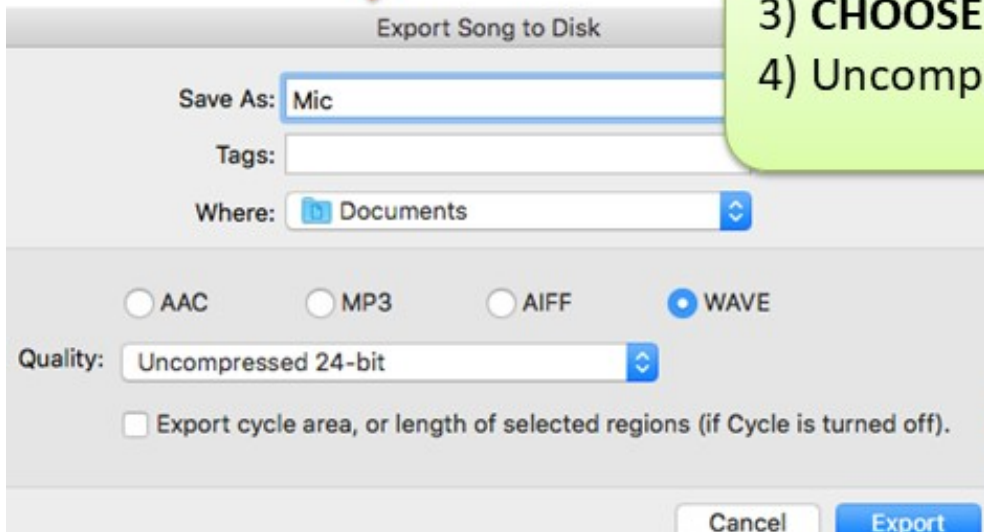 Export Song to Disk
3) CHOOSE
4) Uncomp
Save As: Mic
Tags:
Where: Documents
AAC MP3 AIFF WAVE
Quality: Uncompressed 24-bit
Export cycle area, or length of selected regions (if Cycle is turned off).
Cancel Export